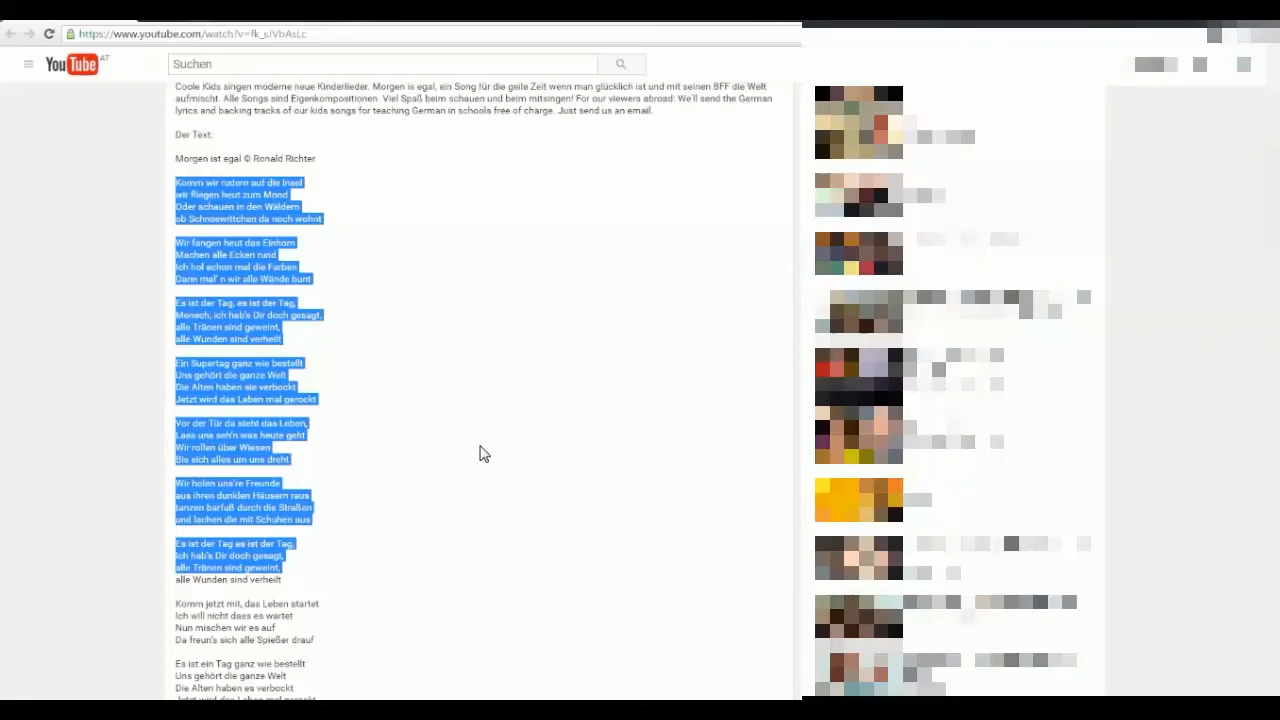 https://www.youtube.com/watch?v=fk_sJVbAsLc
YouTube AT
Suchen
Coole Kids singen moderne neue Kinderlieder. Morgen is egal, ein Song für die geile Zeit wenn man glücklich ist und mit seinen BFF die Welt
aufmischt. Alle Songs sind Eigenkompositionen. Viel Spaß beim schauen und beim mitsingen! For our viewers abroad: We'll send the German
lyrics and backing tracks of our kids songs for teaching German in schools free of charge. Just send us an email.
Der Text:
Morgen ist egal © Ronald Richter
Komm wir rudern auf die Insel
wir fliegen heut zum Mond
Oder schauen in den Wäldern
ob Schneewittchen da noch wohnt
Wir fangen heut das Einhorn
Machen alle Ecken rund
Ich hol schon mal die Farben
Dann mal' n wir alle Wände bunt
Es ist der Tag, es ist der Tag,
Mensch, ich hab's Dir doch gesagt,
alle Tränen sind geweint,
alle Wunden sind verheilt
Ein Supertag ganz wie bestellt
Uns gehört die ganze Welt
Die Alten haben sie verbockt
Jetzt wird das Leben mal gerockt
Vor der Tür da steht das Leben,
Lass uns seh'n was heute geht
Wir rollen über Wiesen
Bis sich alles um uns dreht
Wir holen uns're Freunde
aus ihren dunklen Häusern raus
tanzen barfuß durch die Straßen
und lachen die mit Schuhen aus
Es ist der Tag es ist der Tag,
Ich hab's Dir doch gesagt,
alle Tränen sind geweint,
alle Wunden sind verheilt
Komm jetzt mit, das Leben startet
Ich will nicht dass es wartet
Nun mischen wir es auf
Da freun's sich alle Spießer drauf
Es ist ein Tag ganz wie bestellt
Uns gehört die ganze Welt
Die Alten haben es verbockt
Jetzt wird das Leben mal gerockt